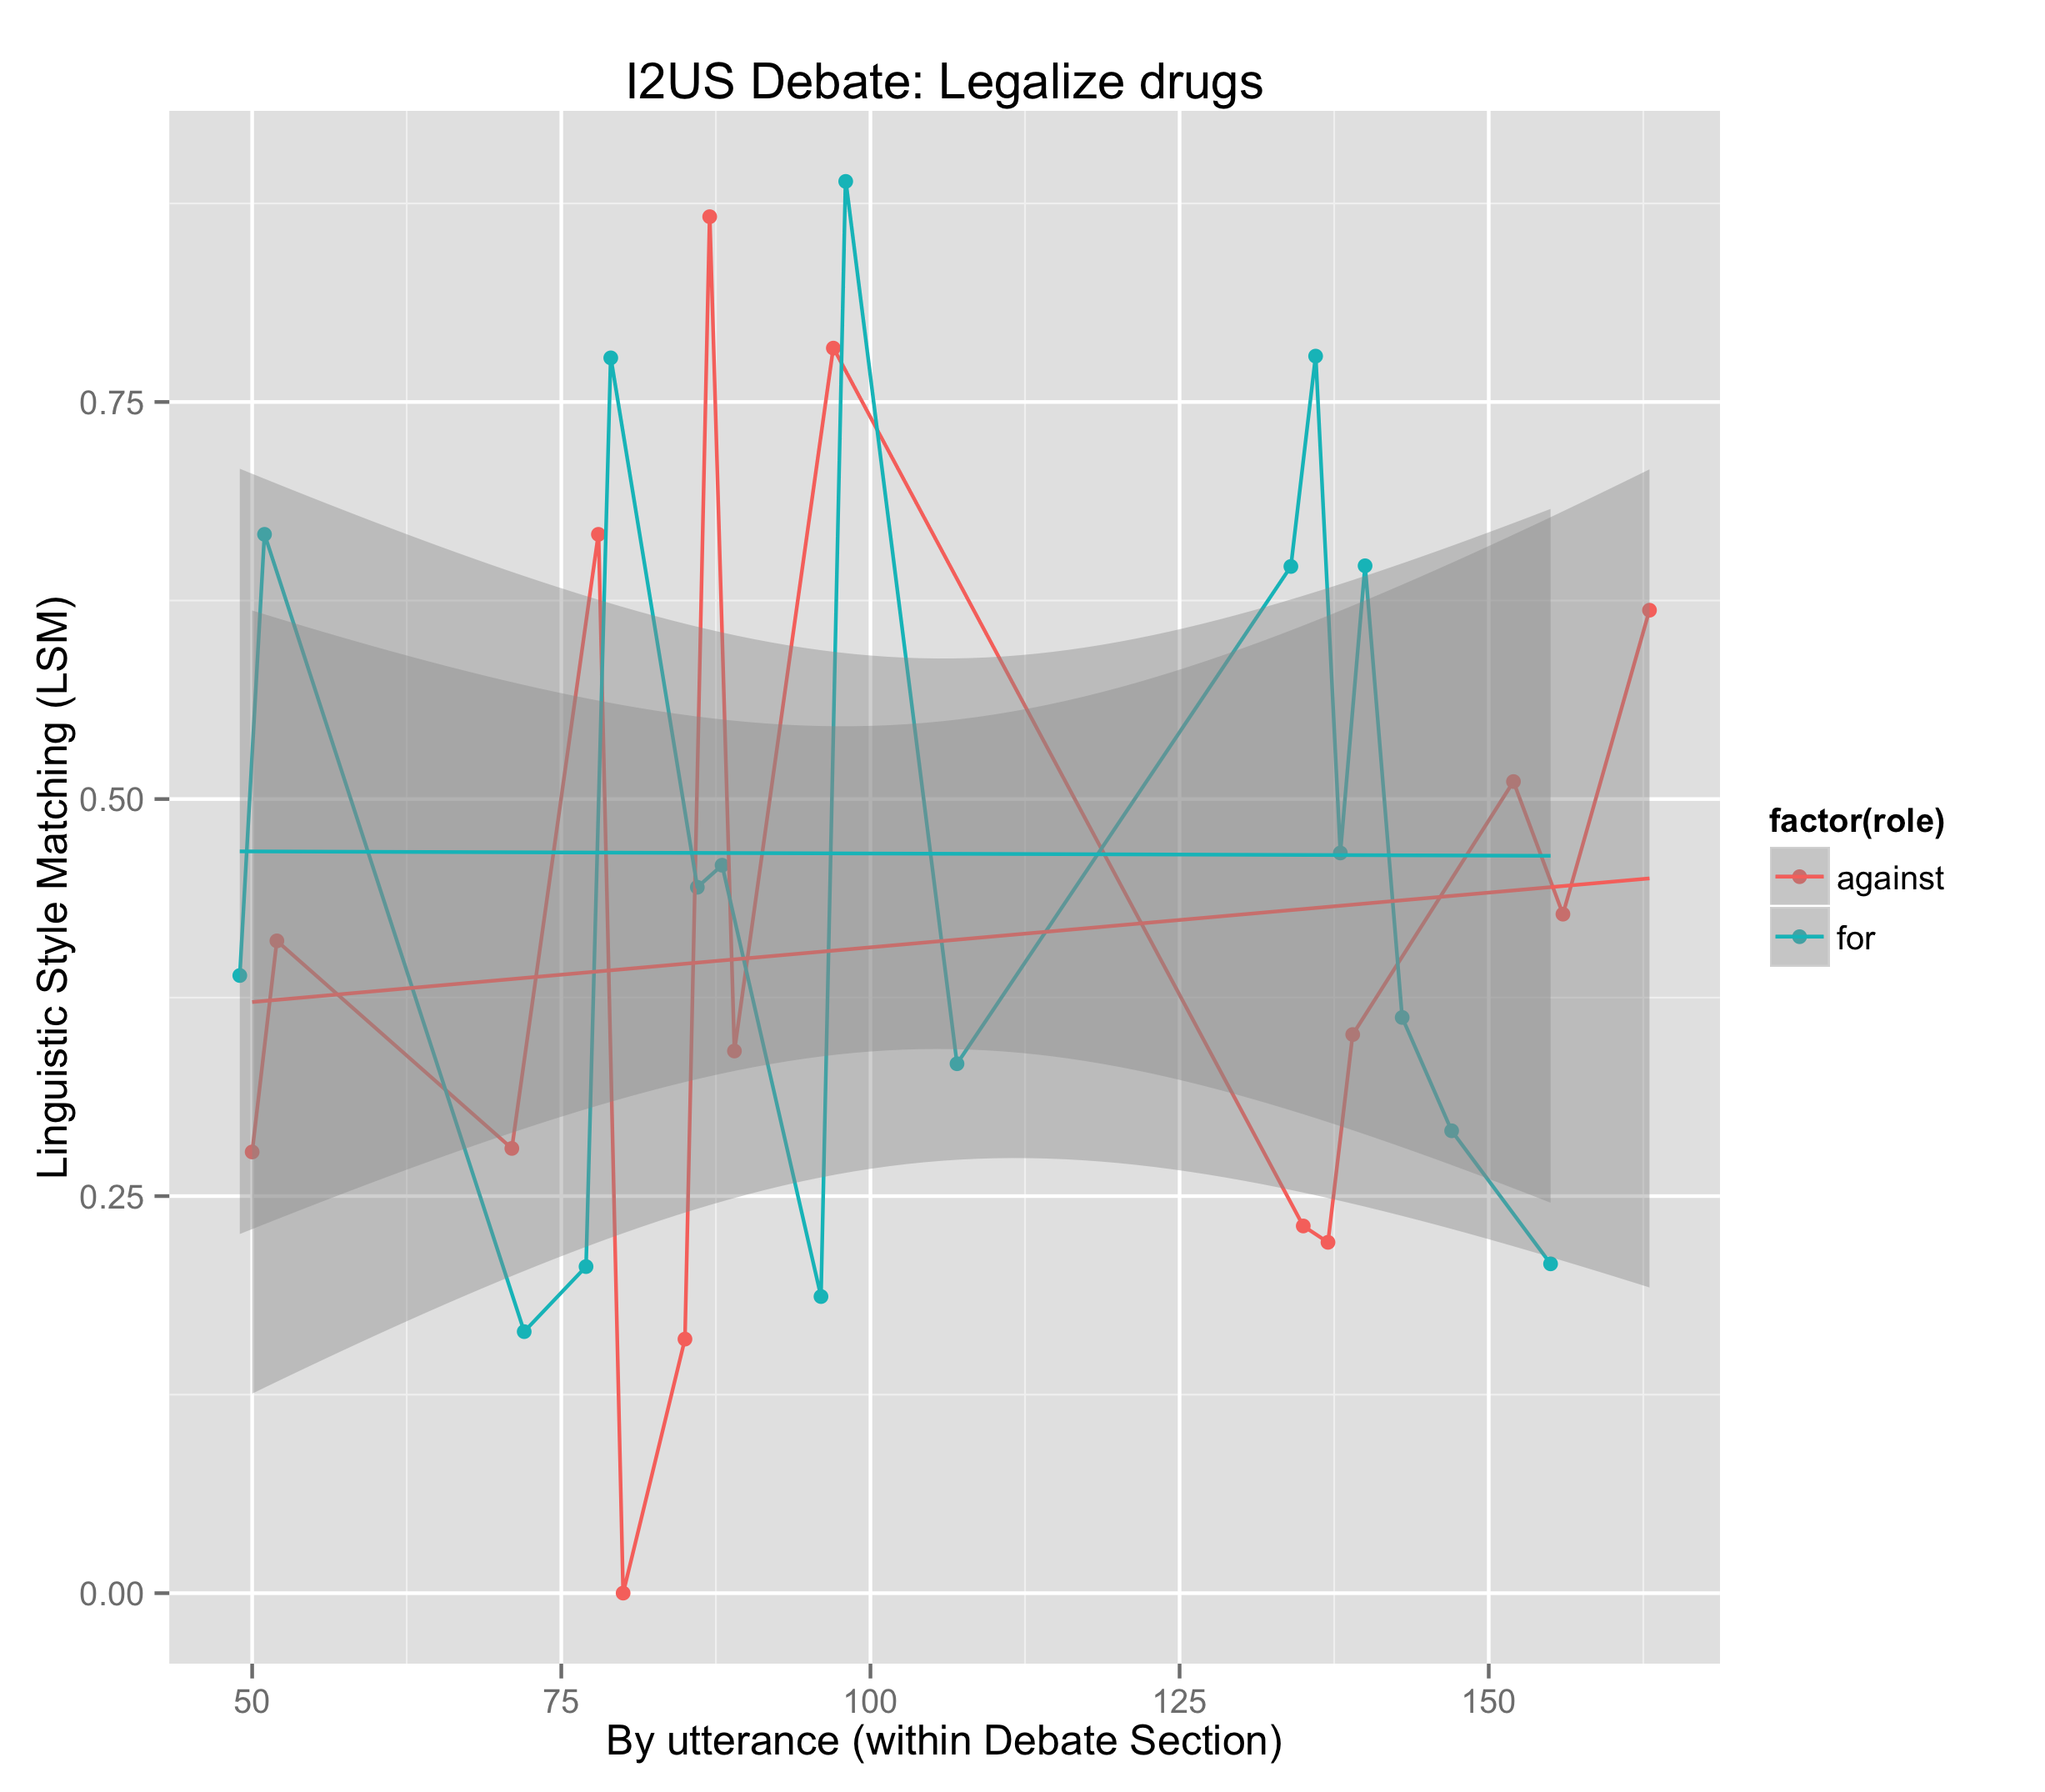 I2US Debate: Legalize drugs
Linguistic Style Matching (LSM)
0.75
0.50
0.25
0.00
50
75
100
125
150
By utterance (within Debate Section)
factor(role)
against
for